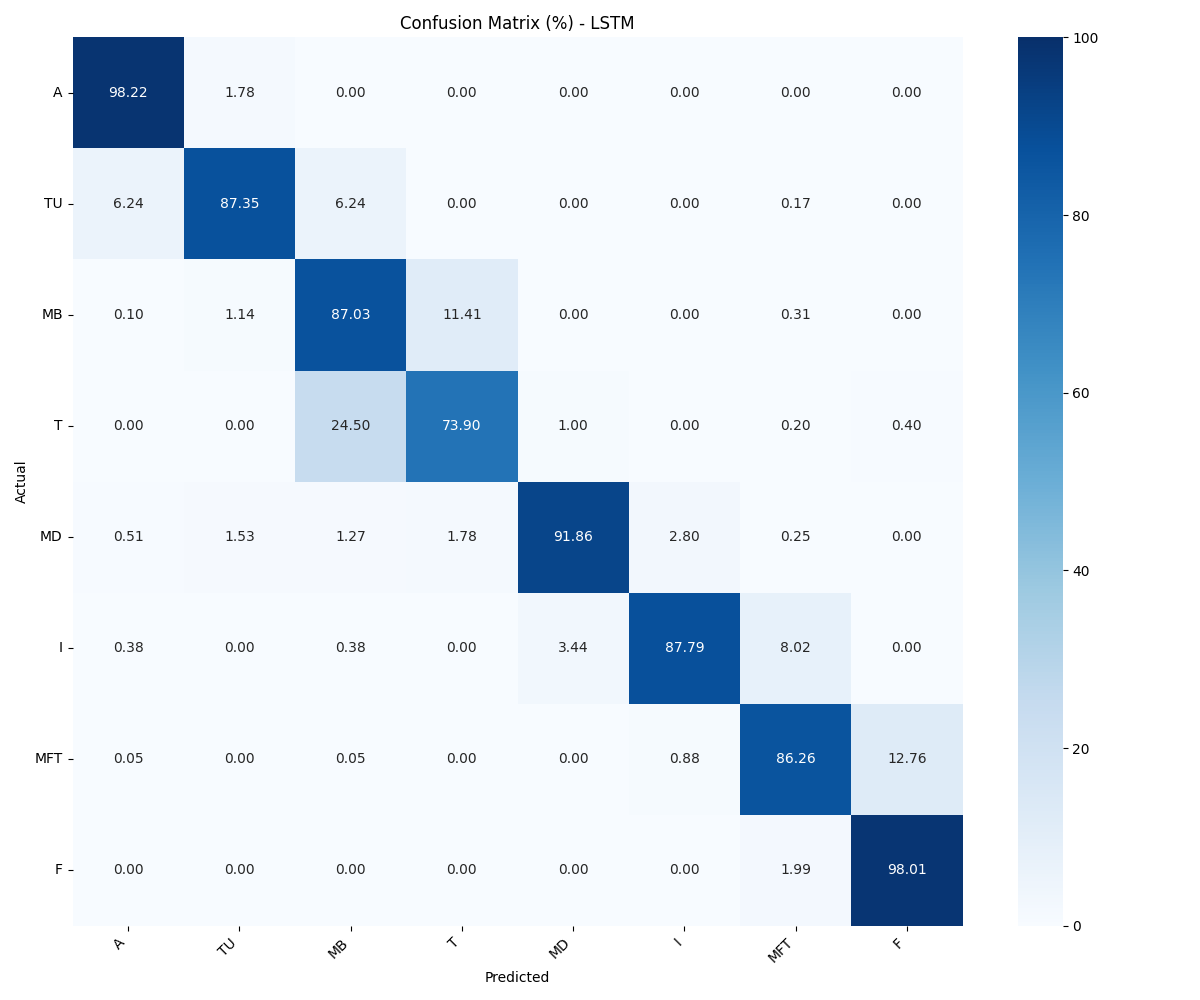 Confusion Matrix (%) - LSTM
A 98.22 1.78 0.00 0.00 0.00 0.00 0.00 0.00
TU 6.24 87.35 6.24 0.00 0.00 0.00 0.17 0.00
MB 0.10 1.14 87.03 11.41 0.00 0.00 0.31 0.00
T 0.00 0.00 24.50 73.90 1.00 0.00 0.20 0.40
MD 0.51 1.53 1.27 1.78 91.86 2.80 0.25 0.00
I 0.38 0.00 0.38 0.00 3.44 87.79 8.02 0.00
MFT 0.05 0.00 0.05 0.00 0.00 0.88 86.26 12.76
F 0.00 0.00 0.00 0.00 0.00 0.00 1.99 98.01
A TU MB T MD I MFT F
Predicted
Actual
100
80
60
40
20
0